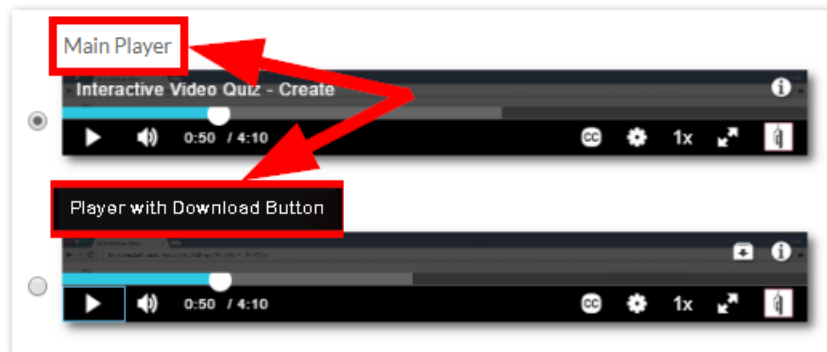 Main Player
Interactive Video Quiz - Create
0:50 / 4:10 CC 1x
Player with Download Button
0:50 / 4:10 CC 1x